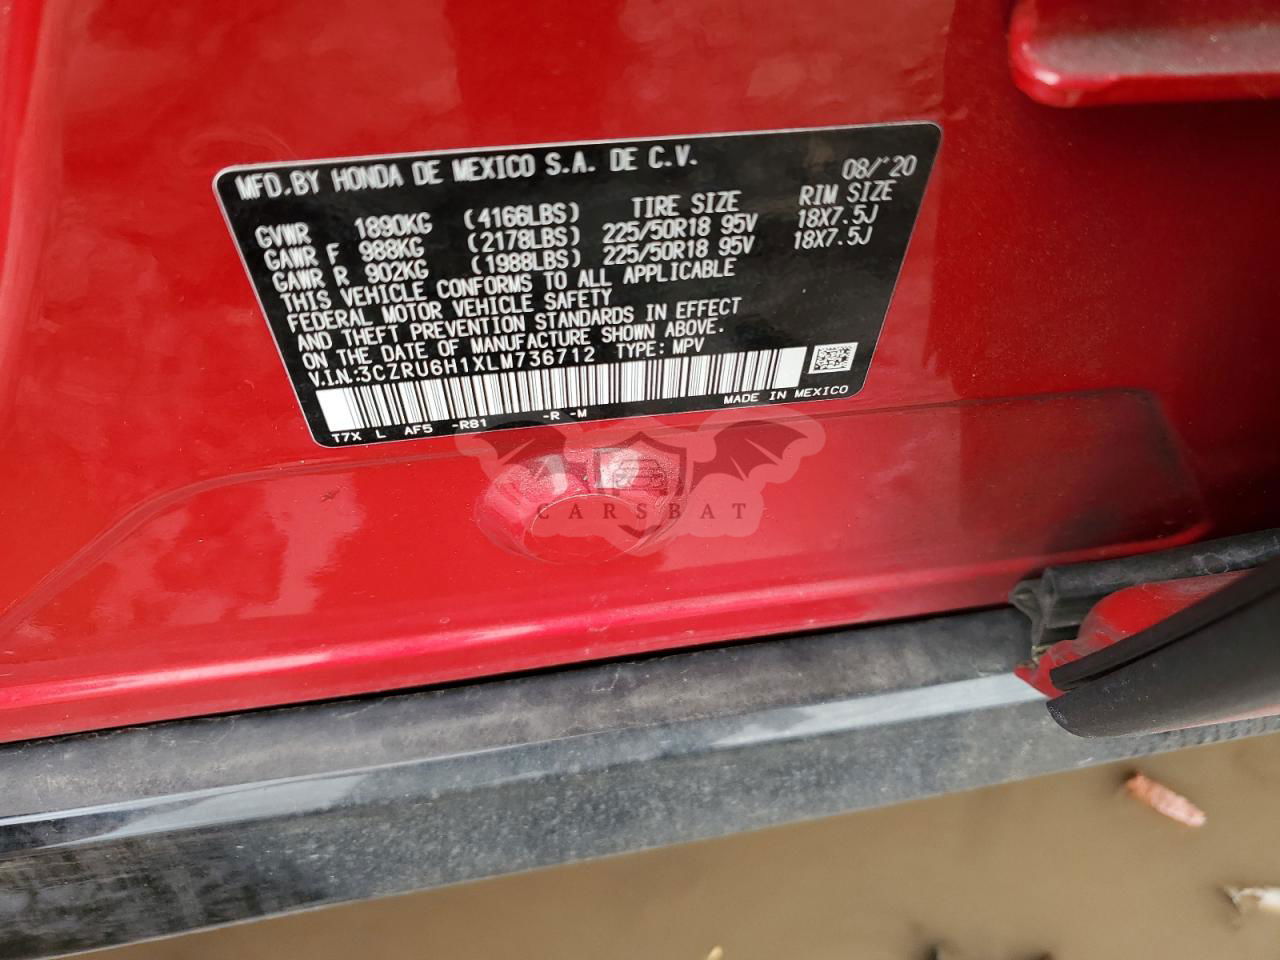 MFD.BY HONDA DE MEXICO S.A. DE C.V. 08/'20
GVWR 1890KG (4166LBS) TIRE SIZE RIM SIZE
GAWR F 988KG (2178LBS) 225/50R18 95V 18X7.5J
GAWR R 902KG (1988LBS) 225/50R18 95V 18X7.5J
THIS VEHICLE CONFORMS TO ALL APPLICABLE
FEDERAL MOTOR VEHICLE SAFETY
AND THEFT PREVENTION STANDARDS IN EFFECT
ON THE DATE OF MANUFACTURE SHOWN ABOVE.
V.I.N.:3CZRU6H1XLM736712 TYPE: MPV
T7X L AF5 -R81 -R -M MADE IN MEXICO
CARSBAT